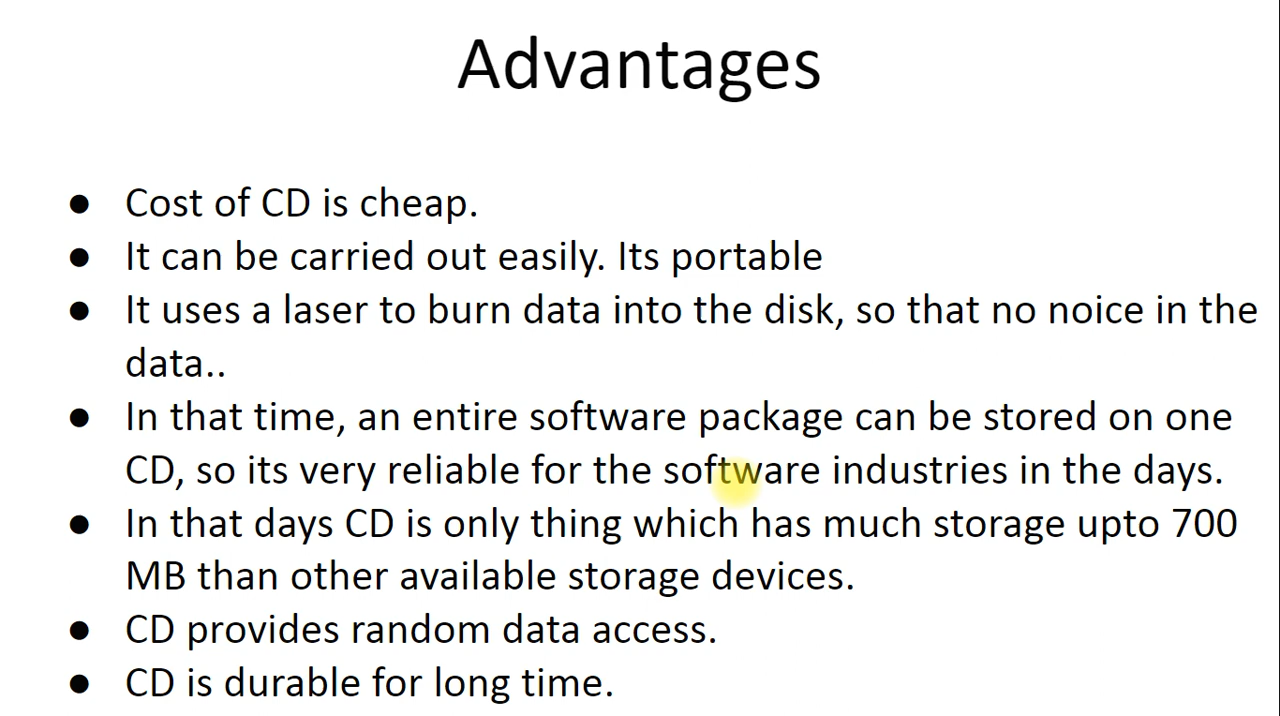 Advantages
● Cost of CD is cheap.
● It can be carried out easily. Its portable
● It uses a laser to burn data into the disk, so that no noice in the
data..
● In that time, an entire software package can be stored on one
CD, so its very reliable for the software industries in the days.
● In that days CD is only thing which has much storage upto 700
MB than other available storage devices.
● CD provides random data access.
● CD is durable for long time.